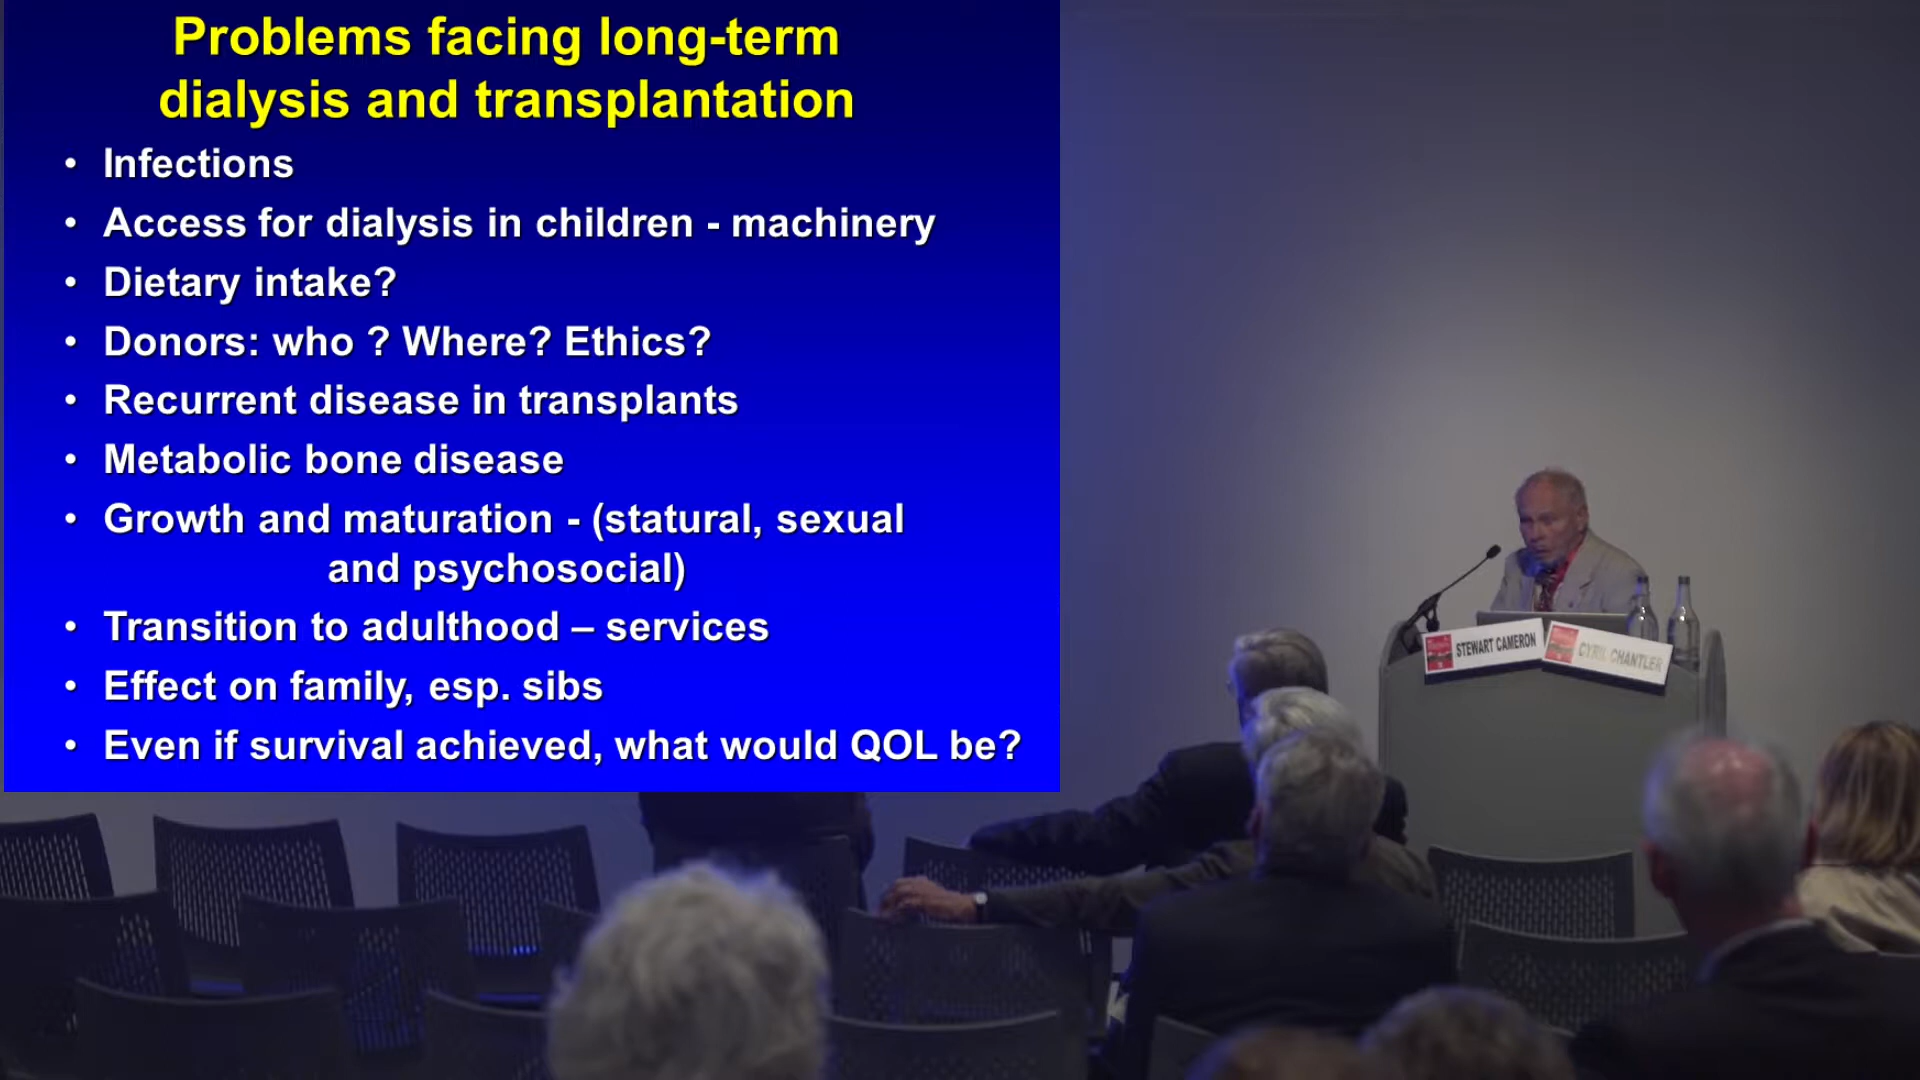 Problems facing long-term
dialysis and transplantation
• Infections
• Access for dialysis in children - machinery
• Dietary intake?
• Donors: who ? Where? Ethics?
• Recurrent disease in transplants
• Metabolic bone disease
• Growth and maturation - (statural, sexual
and psychosocial)
• Transition to adulthood – services
• Effect on family, esp. sibs
• Even if survival achieved, what would QOL be?
STEWART CAMERON
CYRIL CHANTLER